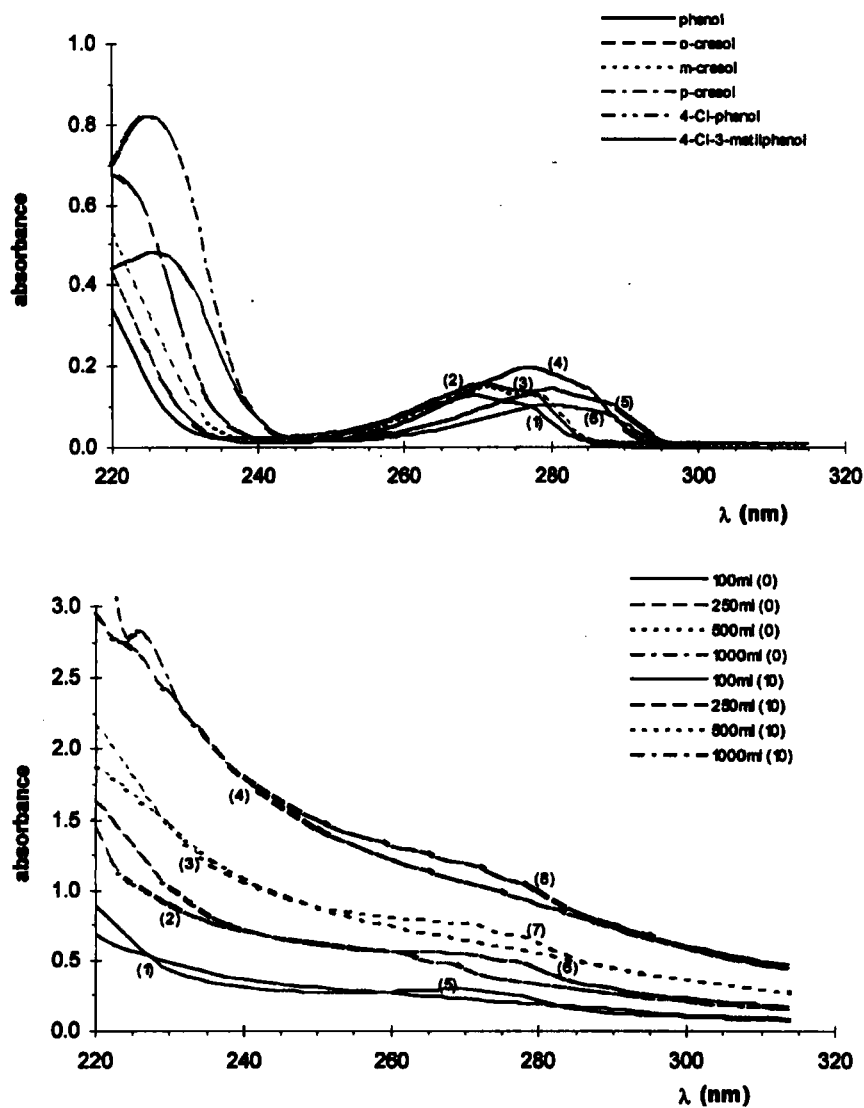 phenol
o-cresol
m-cresol
p-cresol
4-Cl-phenol
4-Cl-3-metilphenol
absorbance
1.0
0.8
0.6
0.4
0.2
0.0
(2)
(3)
(4)
(1)
(6)
(5)
220 240 260 280 300 320
λ (nm)
100ml (0)
250ml (0)
500ml (0)
1000ml (0)
100ml (10)
250ml (10)
500ml (10)
1000ml (10)
absorbance
3.0
2.5
2.0
1.5
1.0
0.5
0.0
(4)
(3)
(2)
(1)
(8)
(7)
(6)
(5)
220 240 260 280 300 320
λ (nm)